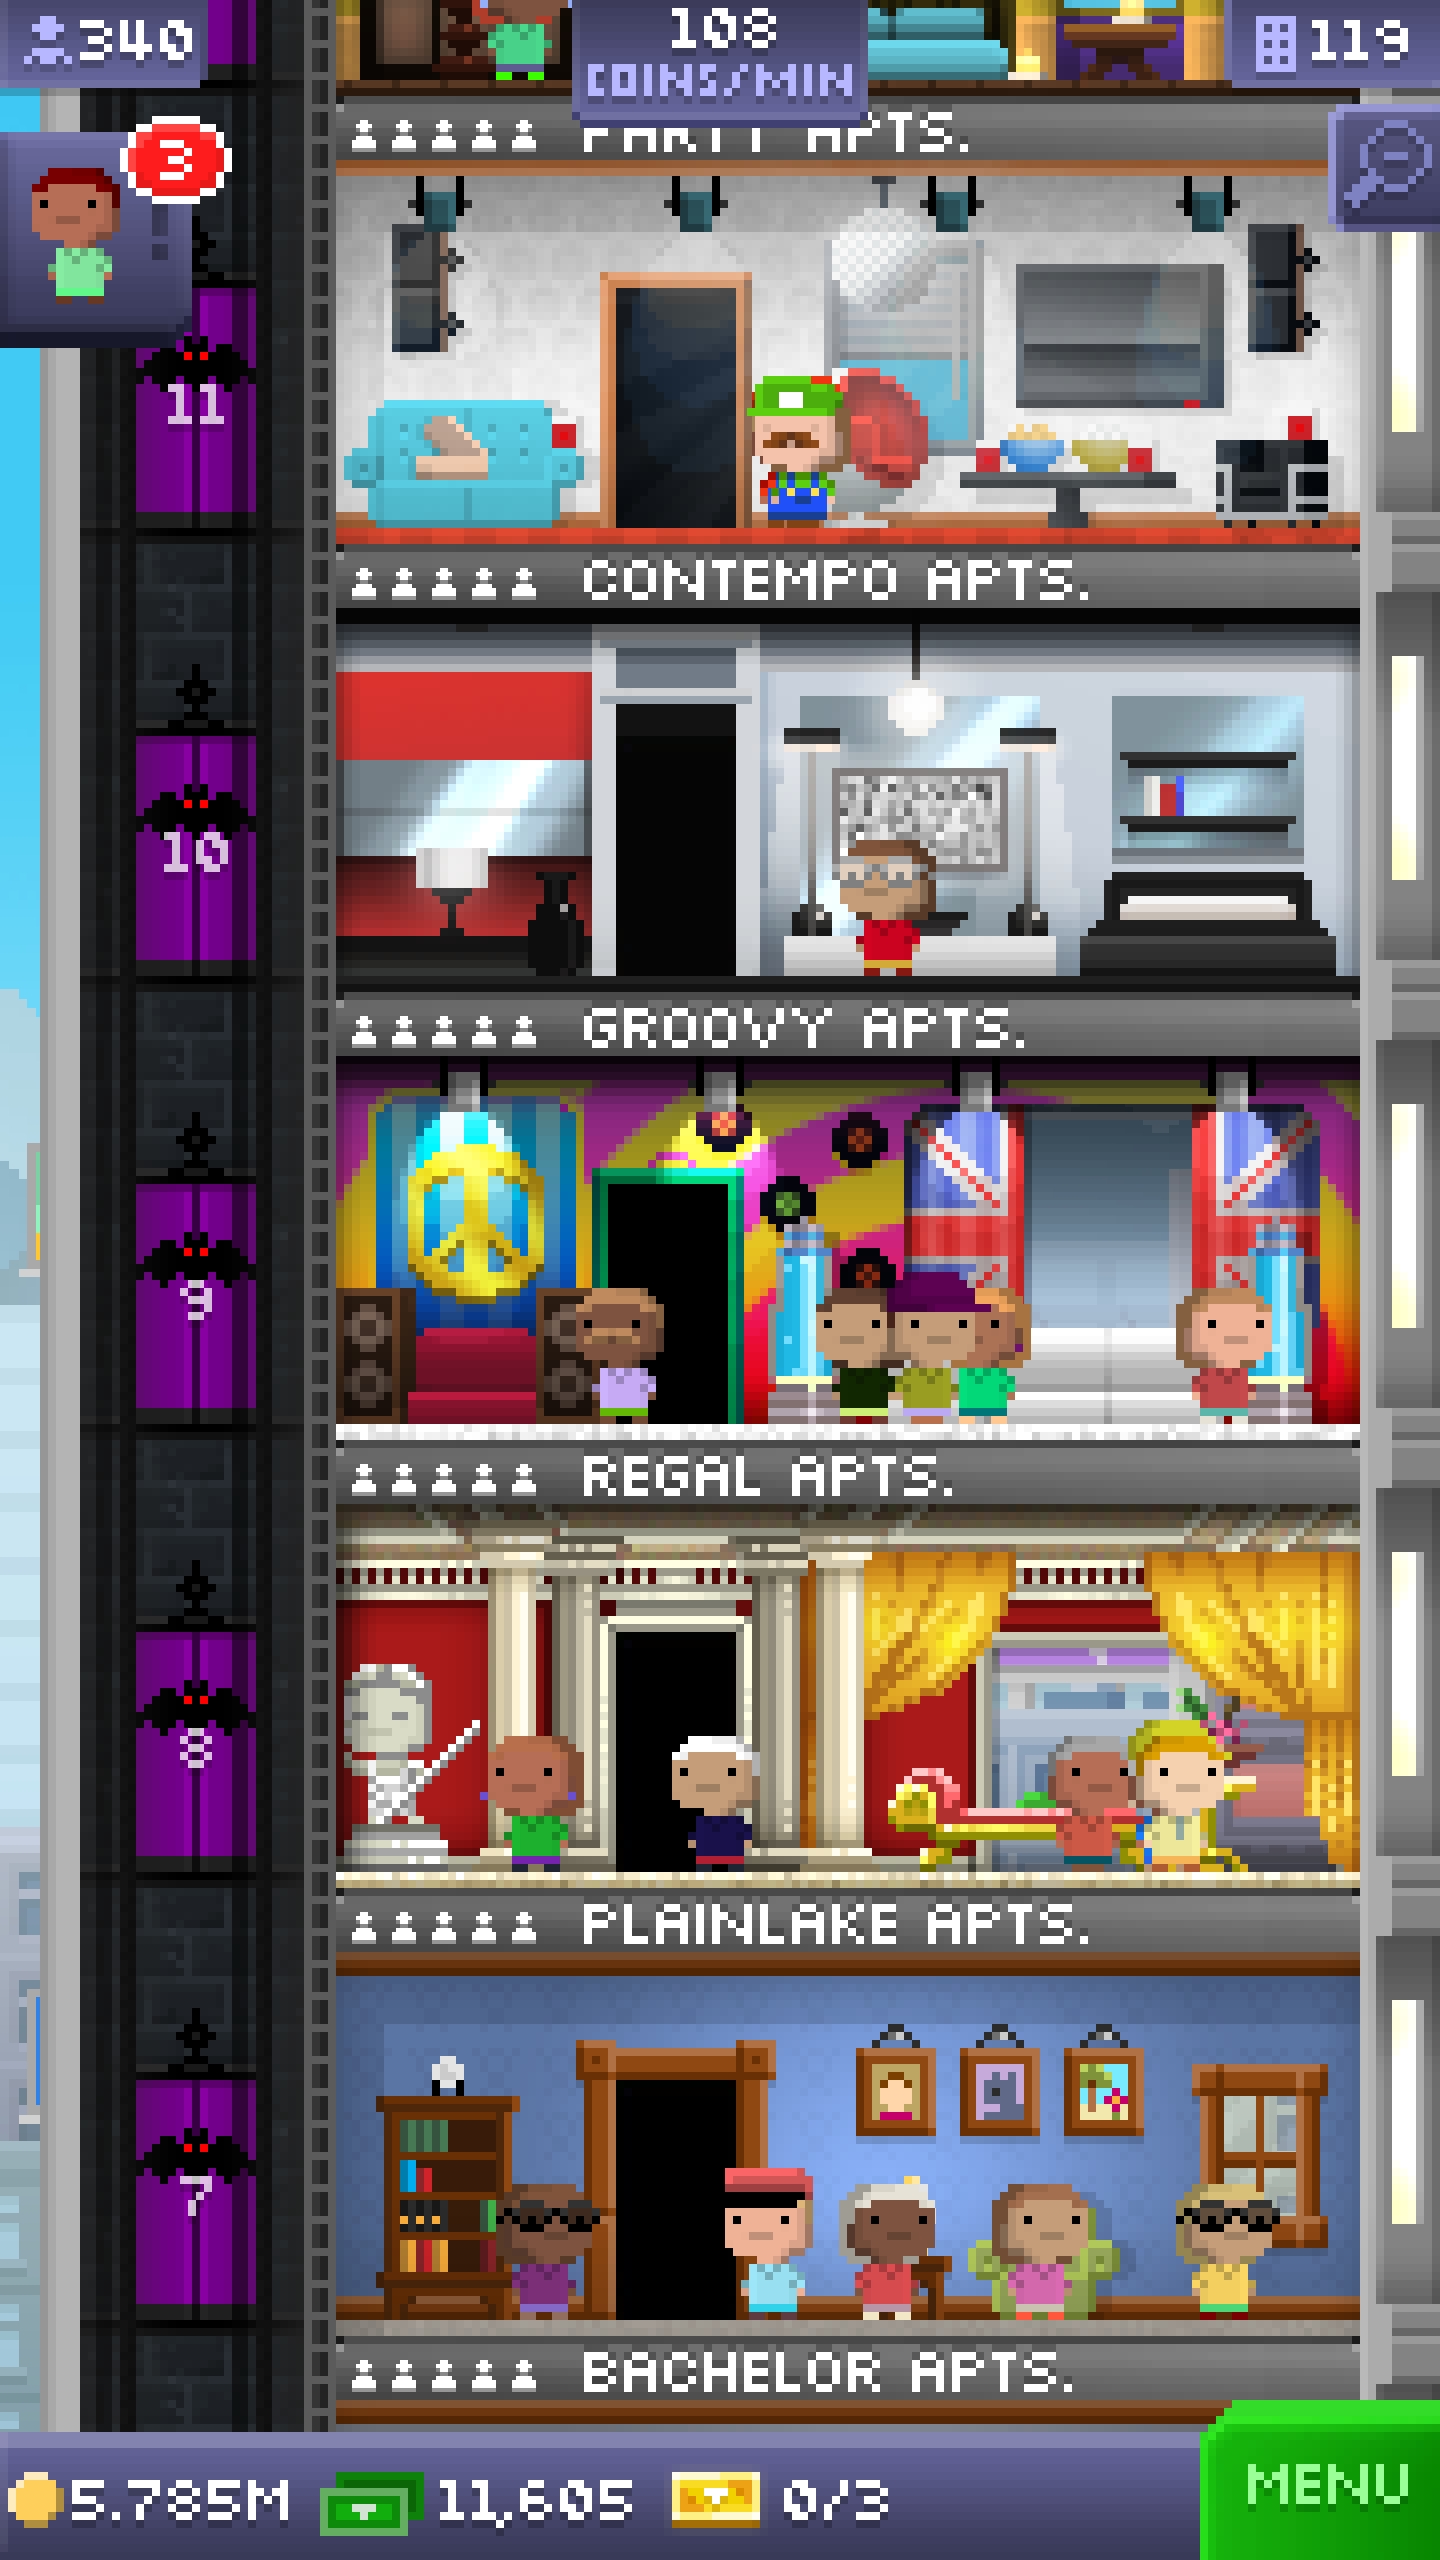 340
108
COINS/MIN
119
PARTY APTS.
3
11
CONTEMPO APTS.
10
GROOVY APTS.
9
REGAL APTS.
8
PLAINLAKE APTS.
7
BACHELOR APTS.
5.785M
11,605
0/3
MENU